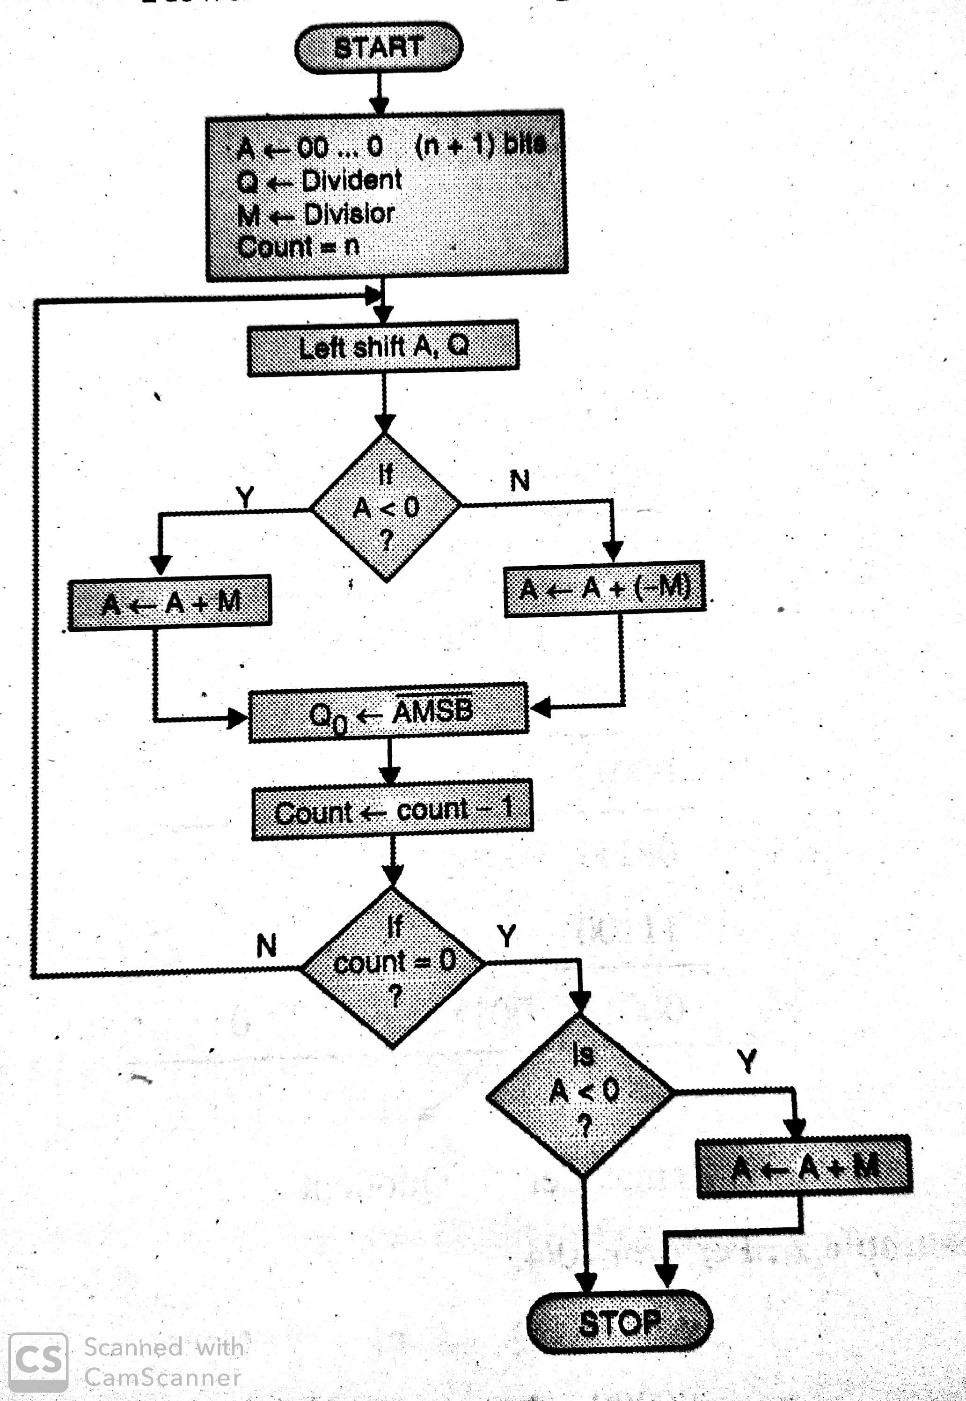 START
A ← 00 ... 0 (n + 1) bits
Q ← Divident
M ← Divisior
Count = n
Left shift A, Q
If
A < 0
?
Y
N
A ← A + M
A ← A + (–M)
Q0 ← A̅M̅S̅B̅
Count ← count – 1
If
count = 0
?
N
Y
Is
A < 0
?
Y
A ← A + M
STOP
CS
Scanned with
CamScanner